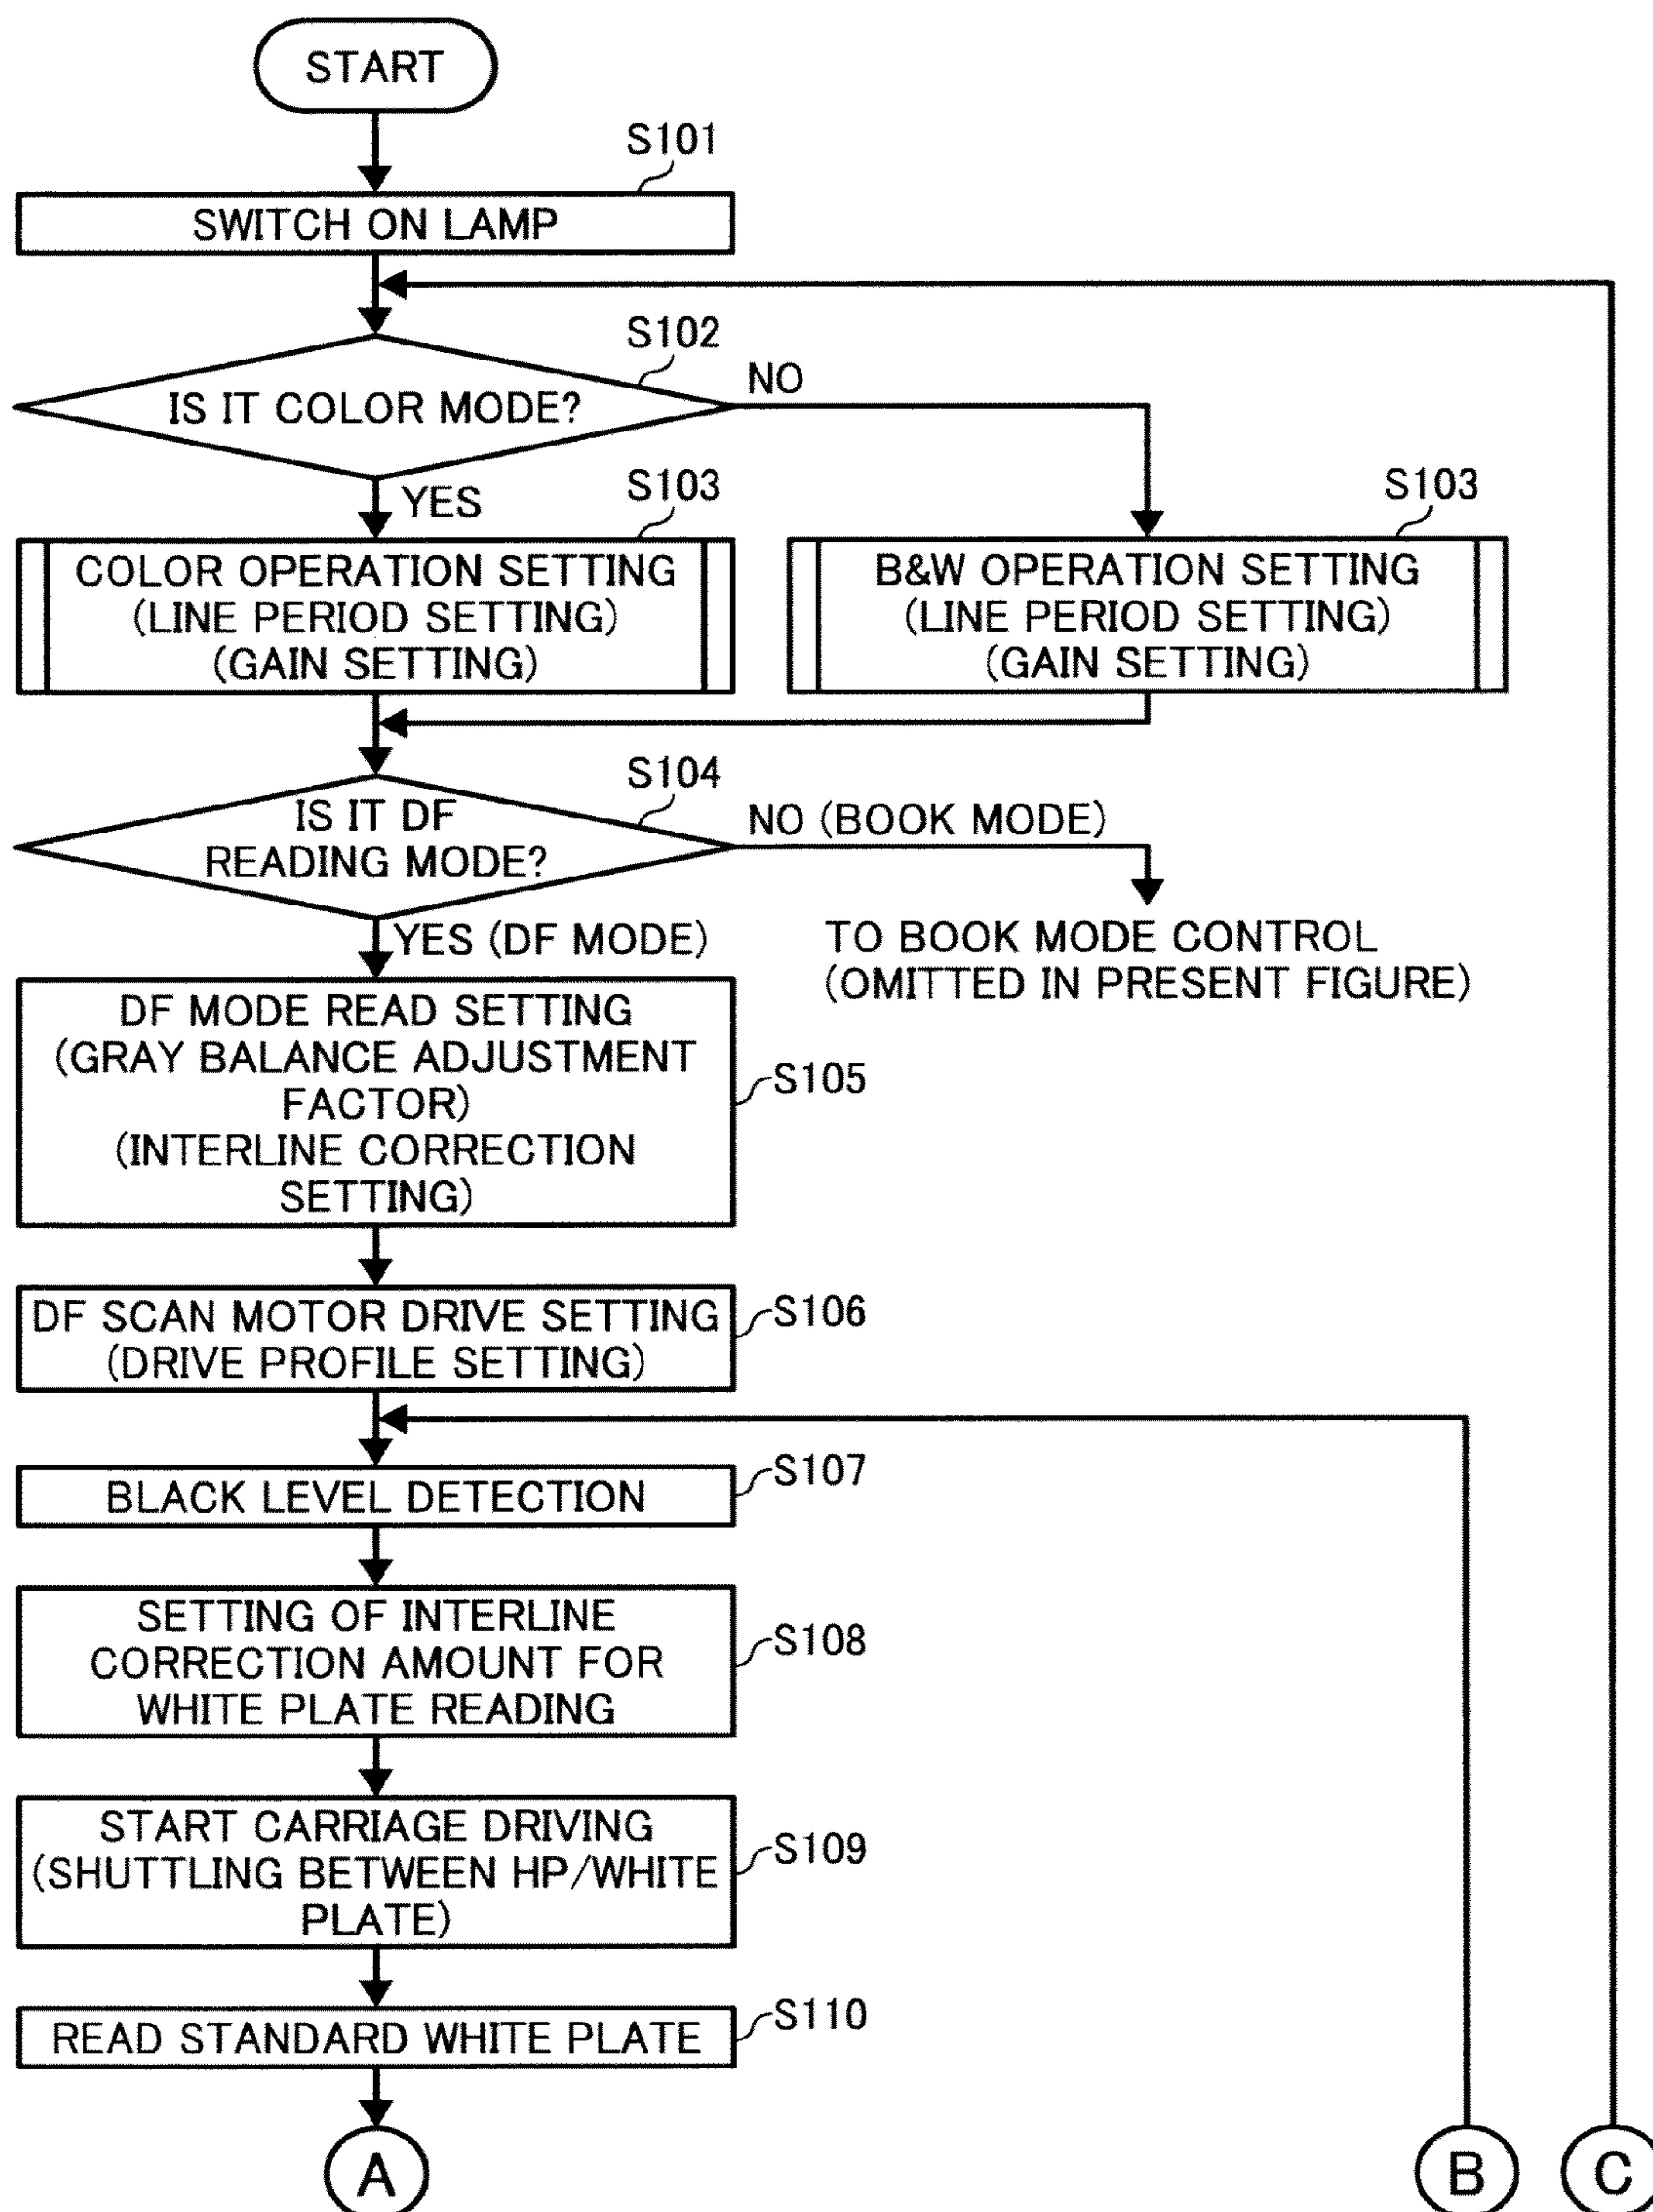 START
S101
SWITCH ON LAMP
S102
IS IT COLOR MODE?
NO
YES
S103
S103
COLOR OPERATION SETTING
(LINE PERIOD SETTING)
(GAIN SETTING)
B&W OPERATION SETTING
(LINE PERIOD SETTING)
(GAIN SETTING)
S104
IS IT DF
READING MODE?
NO (BOOK MODE)
YES (DF MODE)
TO BOOK MODE CONTROL
(OMITTED IN PRESENT FIGURE)
DF MODE READ SETTING
(GRAY BALANCE ADJUSTMENT
FACTOR)
(INTERLINE CORRECTION
SETTING)
S105
DF SCAN MOTOR DRIVE SETTING
(DRIVE PROFILE SETTING)
S106
BLACK LEVEL DETECTION
S107
SETTING OF INTERLINE
CORRECTION AMOUNT FOR
WHITE PLATE READING
S108
START CARRIAGE DRIVING
(SHUTTLING BETWEEN HP/WHITE
PLATE)
S109
READ STANDARD WHITE PLATE
S110
A
B
C